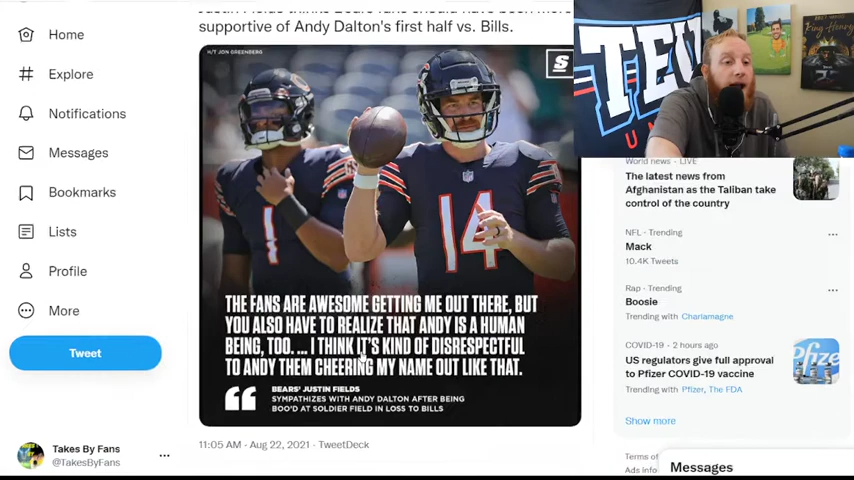 Home
Explore
Notifications
Messages
Bookmarks
Lists
Profile
More
Tweet
Takes By Fans
@TakesByFans
supportive of Andy Dalton's first half vs. Bills.
H/T JON GREENBERG
S
1
14
THE FANS ARE AWESOME GETTING ME OUT THERE, BUT
YOU ALSO HAVE TO REALIZE THAT ANDY IS A HUMAN
BEING, TOO. ... I THINK IT'S KIND OF DISRESPECTFUL
TO ANDY THEM CHEERING MY NAME OUT LIKE THAT.
BEARS' JUSTIN FIELDS
SYMPATHIZES WITH ANDY DALTON AFTER BEING
BOO'D AT SOLDIER FIELD IN LOSS TO BILLS
11:05 AM · Aug 22, 2021 · TweetDeck
World news · LIVE
The latest news from
Afghanistan as the Taliban take
control of the country
NFL · Trending
Mack
10.4K Tweets
Rap · Trending
Boosie
Trending with Charlamagne
COVID-19 · 2 hours ago
US regulators give full approval
to Pfizer COVID-19 vaccine
Trending with Pfizer, The FDA
Show more
Terms of
Ads info
Messages